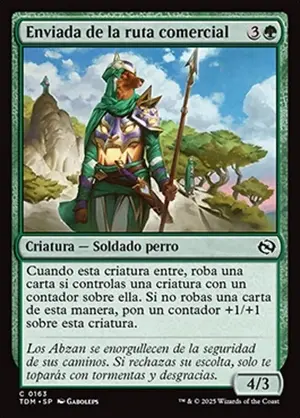 Enviada de la ruta comercial 3
Criatura — Soldado perro
Cuando esta criatura entre, roba una
carta si controlas una criatura con un
contador sobre ella. Si no robas una carta
de esta manera, pon un contador +1/+1
sobre esta criatura.
Los Abzan se enorgullecen de la seguridad
de sus caminos. Si rechazas su escolta, solo te
toparás con tormentas y desgracias.
4/3
C 0163
TDM • SP GABOLEPS
™ & © 2025 Wizards of the Coast